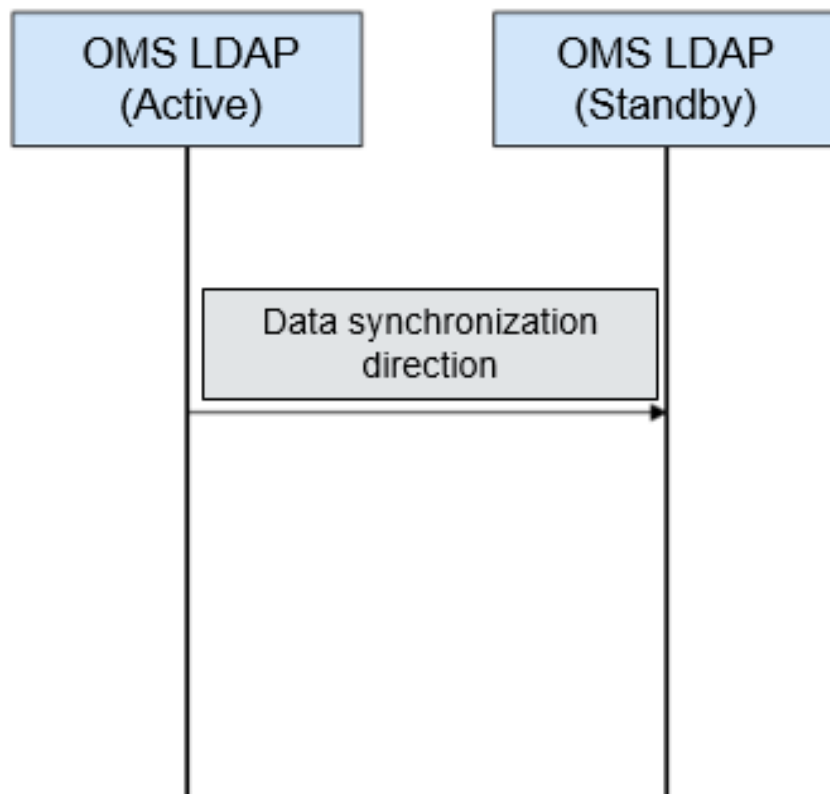 OMS LDAP
(Active)
OMS LDAP
(Standby)
Data synchronization
direction